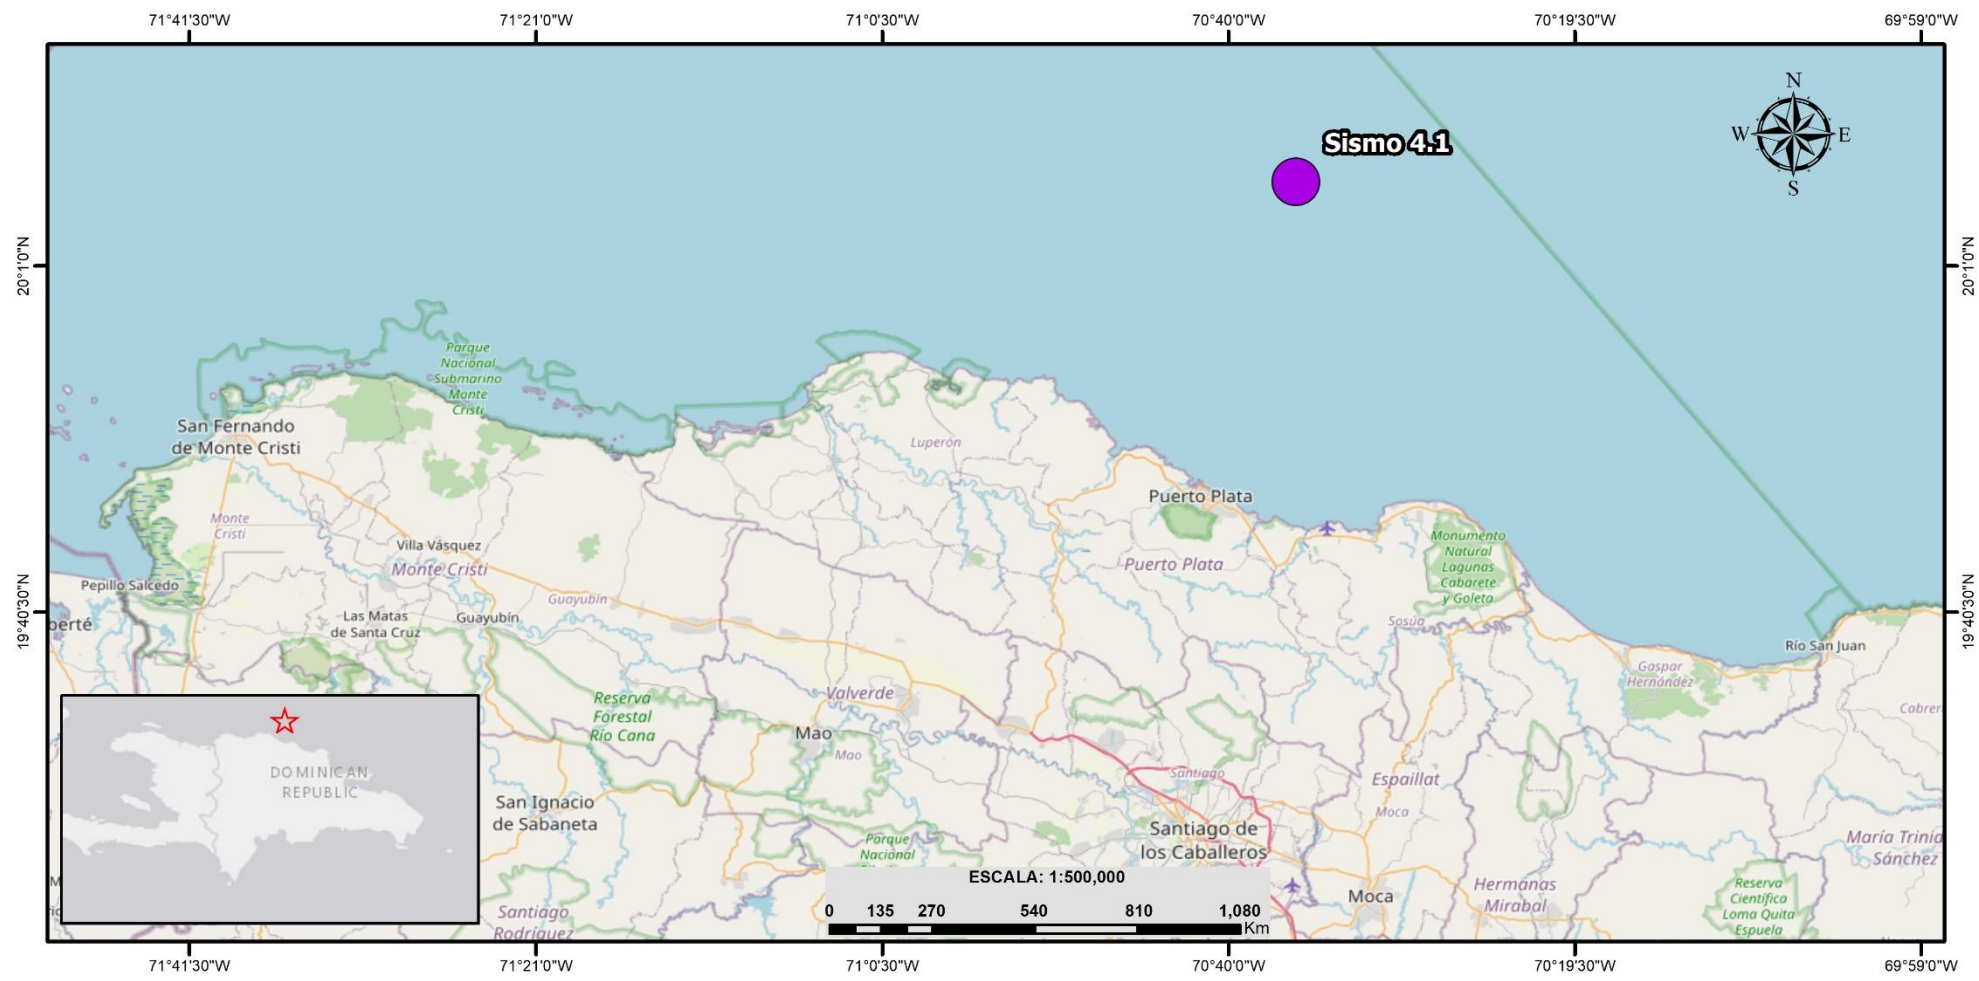 71°41'30"W
71°21'0"W
71°0'30"W
70°40'0"W
70°19'30"W
69°59'0"W
N
W
E
S
Sismo 4.1
20°1'0"N
20°1'0"N
Parque
Nacional
Submarino
Monte
Cristi
San Fernando
de Monte Cristi
Luperón
Puerto Plata
Monte
Cristi
Villa Vásquez
Monte Cristi
Puerto Plata
Monumento
Natural
Lagunas
Cabarete
y Goleta
Pepillo Salcedo
19°40'30"N
19°40'30"N
Guayubín
Las Matas
de Santa Cruz
Guayubín
berté
Sosúa
Río San Juan
Gaspar
Hernández
Reserva
Forestal
Río Cana
Valverde
Cabrer
Mao
Mao
DOMINICAN
REPUBLIC
Santiago
Espaillat
Moca
San Ignacio
de Sabaneta
Santiago de
los Caballeros
Parque
Nacional
María Trinid
Sánchez
M
Santiago
Rodríguez
Moca
Hermanas
Mirabal
Reserva
Científica
Loma Quita
Espuela
ESCALA: 1:500,000
0 135 270 540 810 1,080
Km
71°41'30"W
71°21'0"W
71°0'30"W
70°40'0"W
70°19'30"W
69°59'0"W